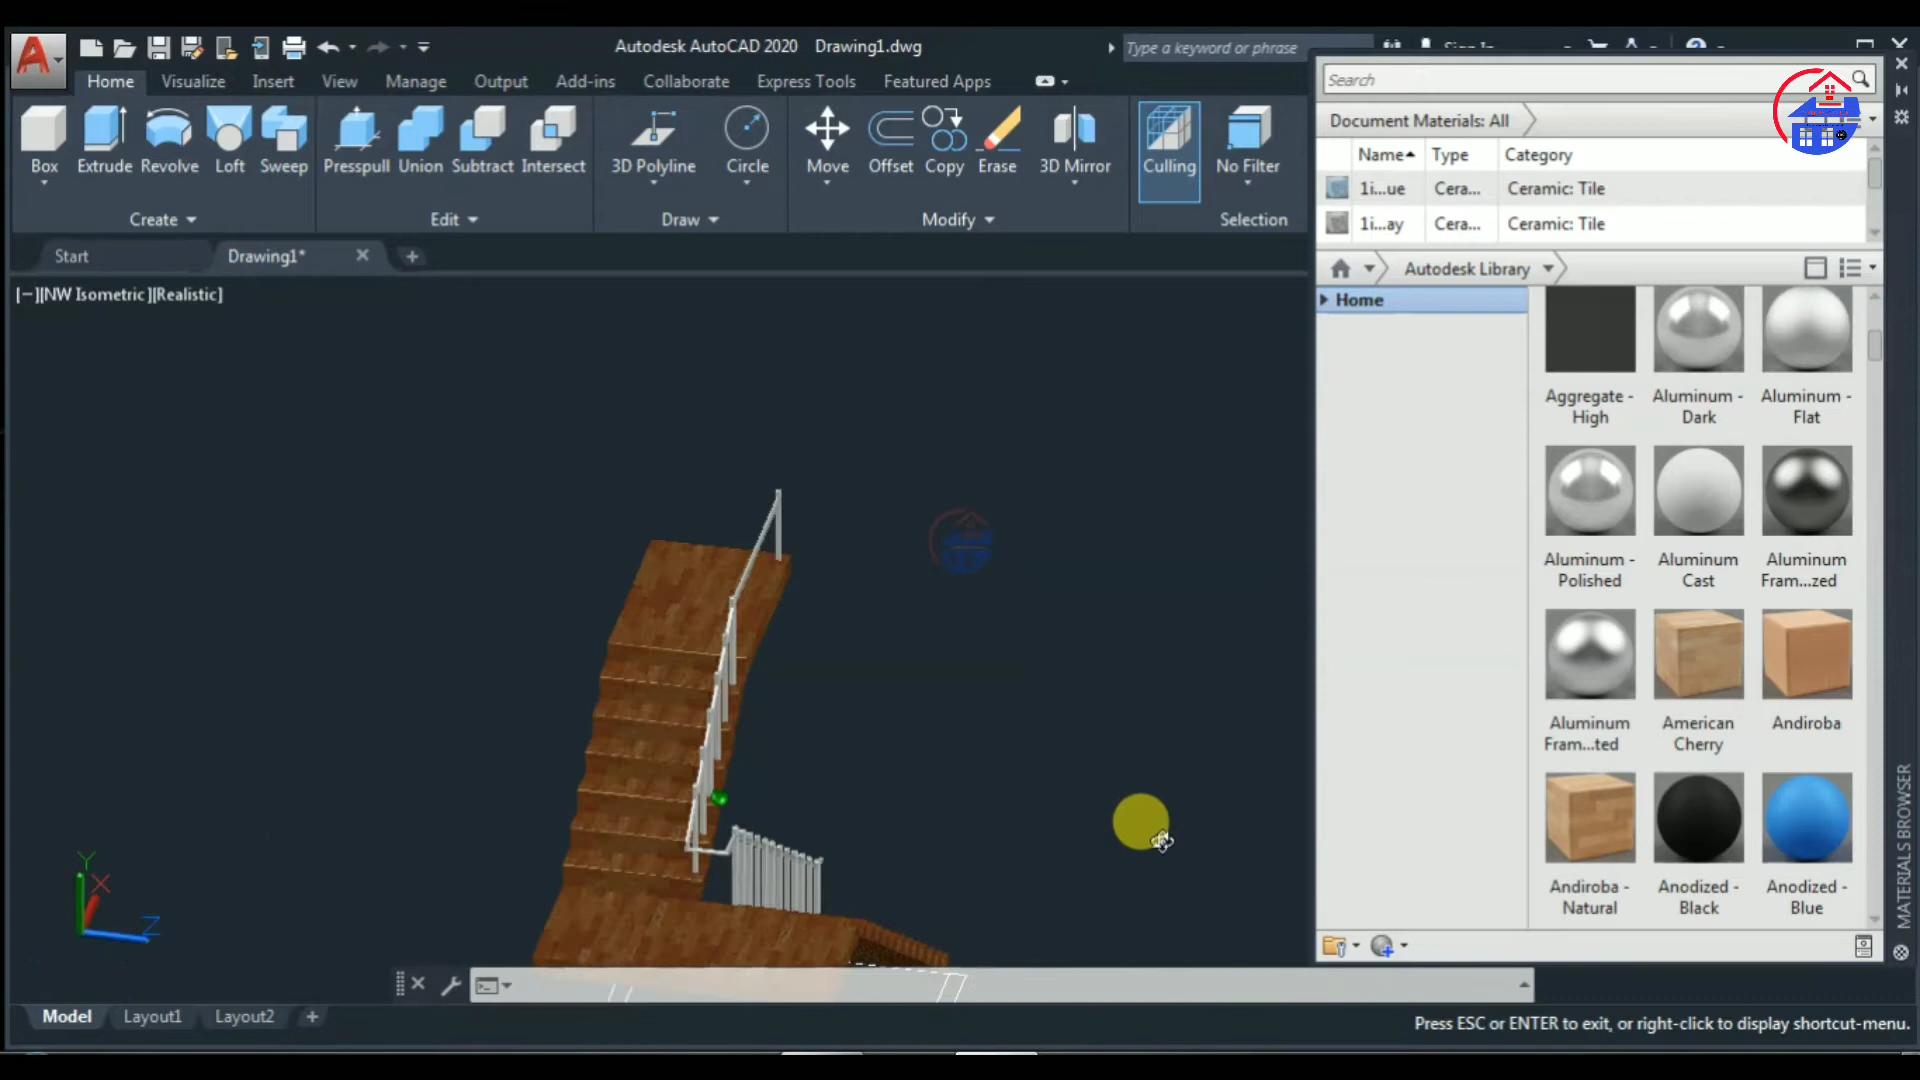 Autodesk AutoCAD 2020 Drawing1.dwg
Type a keyword or phrase
Sign In
Home Visualize Insert View Manage Output Add-ins Collaborate Express Tools Featured Apps
Box Extrude Revolve Loft Sweep Presspull Union Subtract Intersect 3D Polyline Circle Move Offset Copy Erase 3D Mirror Culling No Filter
Create Edit Draw Modify Selection
Start Drawing1*
[−][NW Isometric][Realistic]
Search
Document Materials: All
Name Type Category
1i...ue Cera... Ceramic: Tile
1i...ay Cera... Ceramic: Tile
Autodesk Library
Home
Aggregate - High
Aluminum - Dark
Aluminum - Flat
Aluminum - Polished
Aluminum Cast
Aluminum Fram...zed
Aluminum Fram...ted
American Cherry
Andiroba
Andiroba - Natural
Anodized - Black
Anodized - Blue
MATERIALS BROWSER
Y
X
Z
Model Layout1 Layout2
Press ESC or ENTER to exit, or right-click to display shortcut-menu.